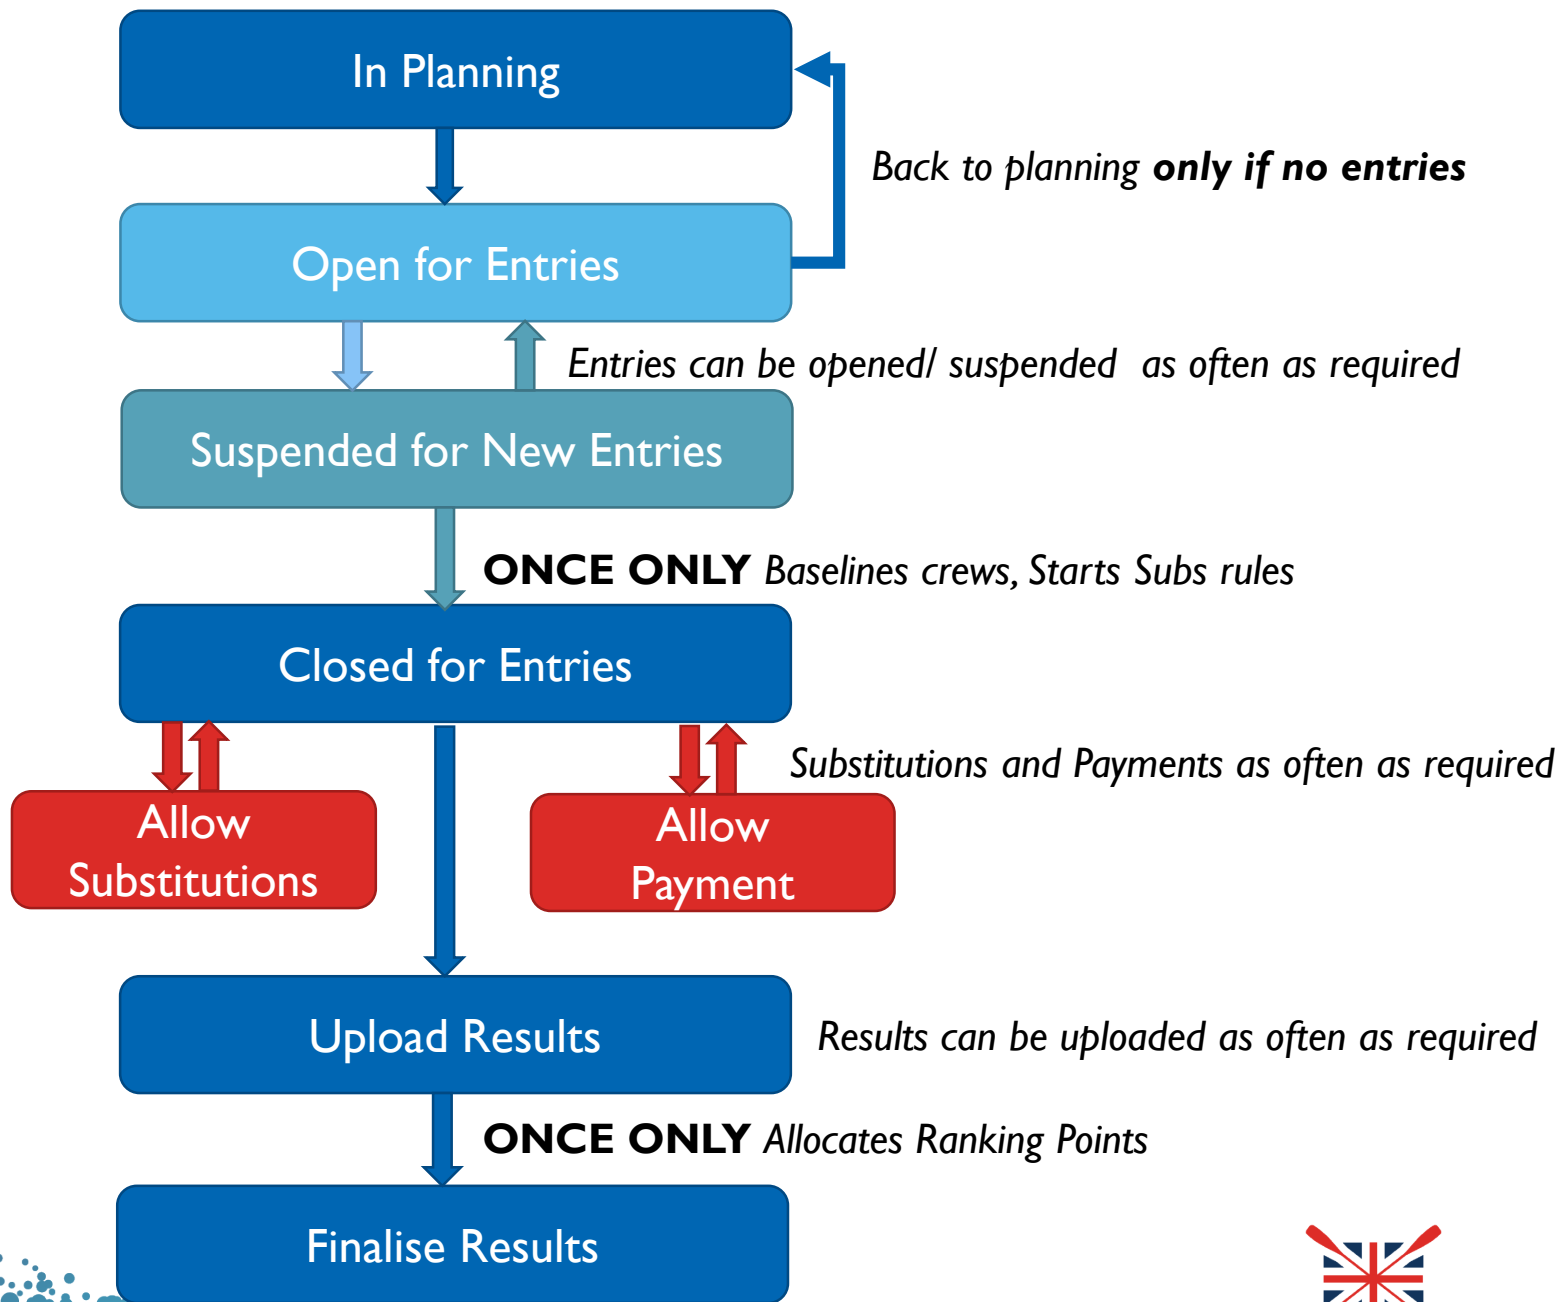 In Planning
Back to planning only if no entries
Open for Entries
Entries can be opened/ suspended as often as required
Suspended for New Entries
ONCE ONLY Baselines crews, Starts Subs rules
Closed for Entries
Substitutions and Payments as often as required
Allow
Substitutions
Allow
Payment
Upload Results
Results can be uploaded as often as required
ONCE ONLY Allocates Ranking Points
Finalise Results